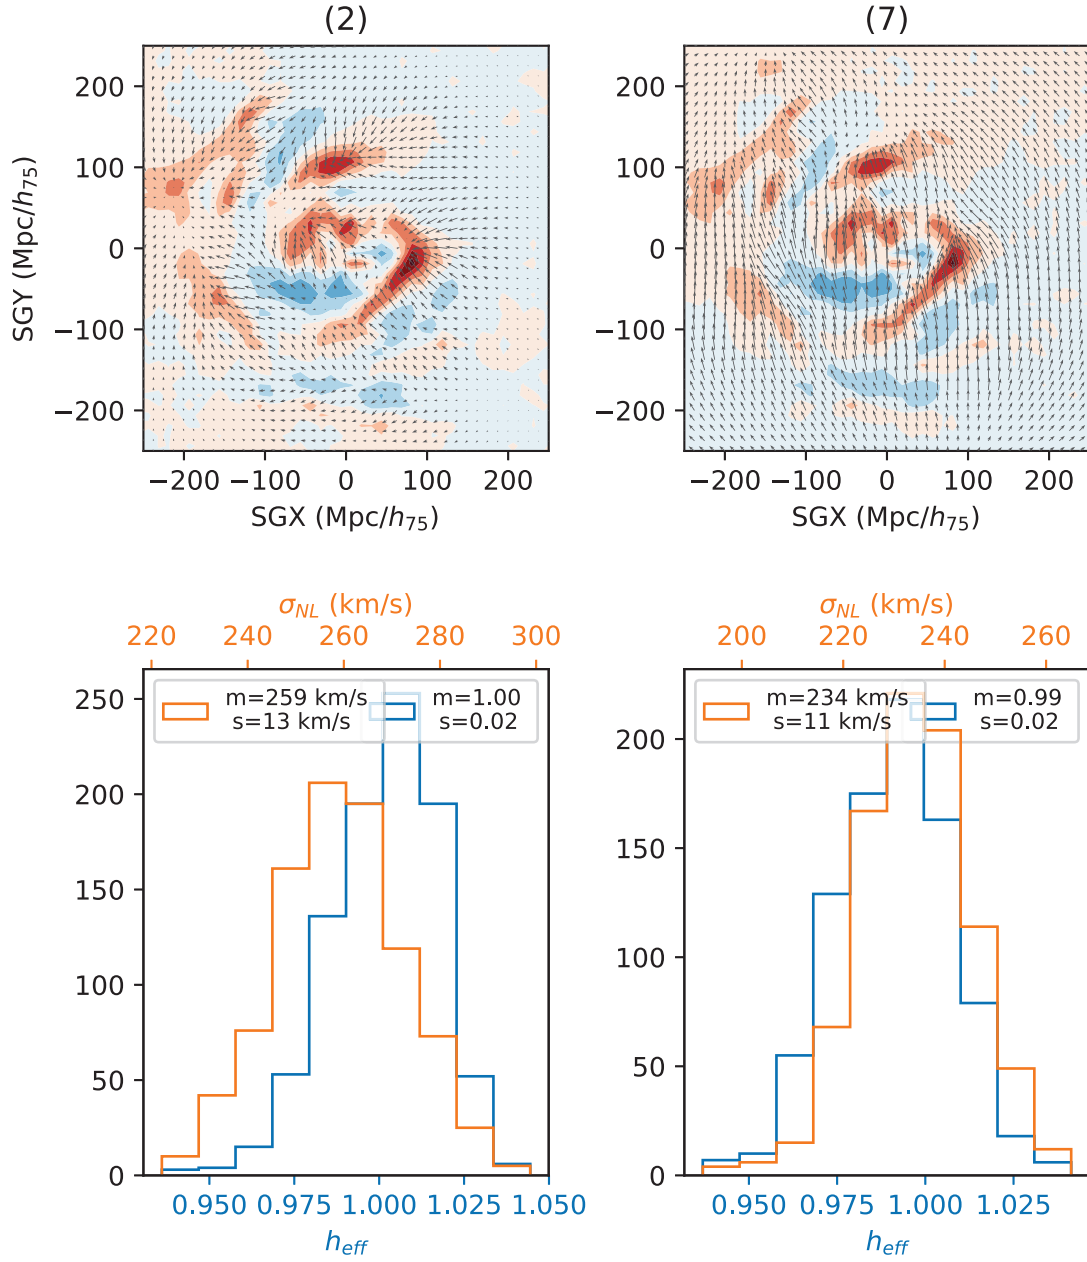 (2)
(7)
200
100
0
−100
−200
SGY (Mpc/h75)
−200 −100 0 100 200
SGX (Mpc/h75)
200
100
0
−100
−200
−200 −100 0 100 200
SGX (Mpc/h75)
σNL (km/s)
220 240 260 280 300
m=259 km/s
s=13 km/s
m=1.00
s=0.02
250
200
150
100
50
0
0.950 0.975 1.000 1.025 1.050
heff
σNL (km/s)
200 220 240 260
m=234 km/s
s=11 km/s
m=0.99
s=0.02
200
150
100
50
0
0.950 0.975 1.000 1.025
heff